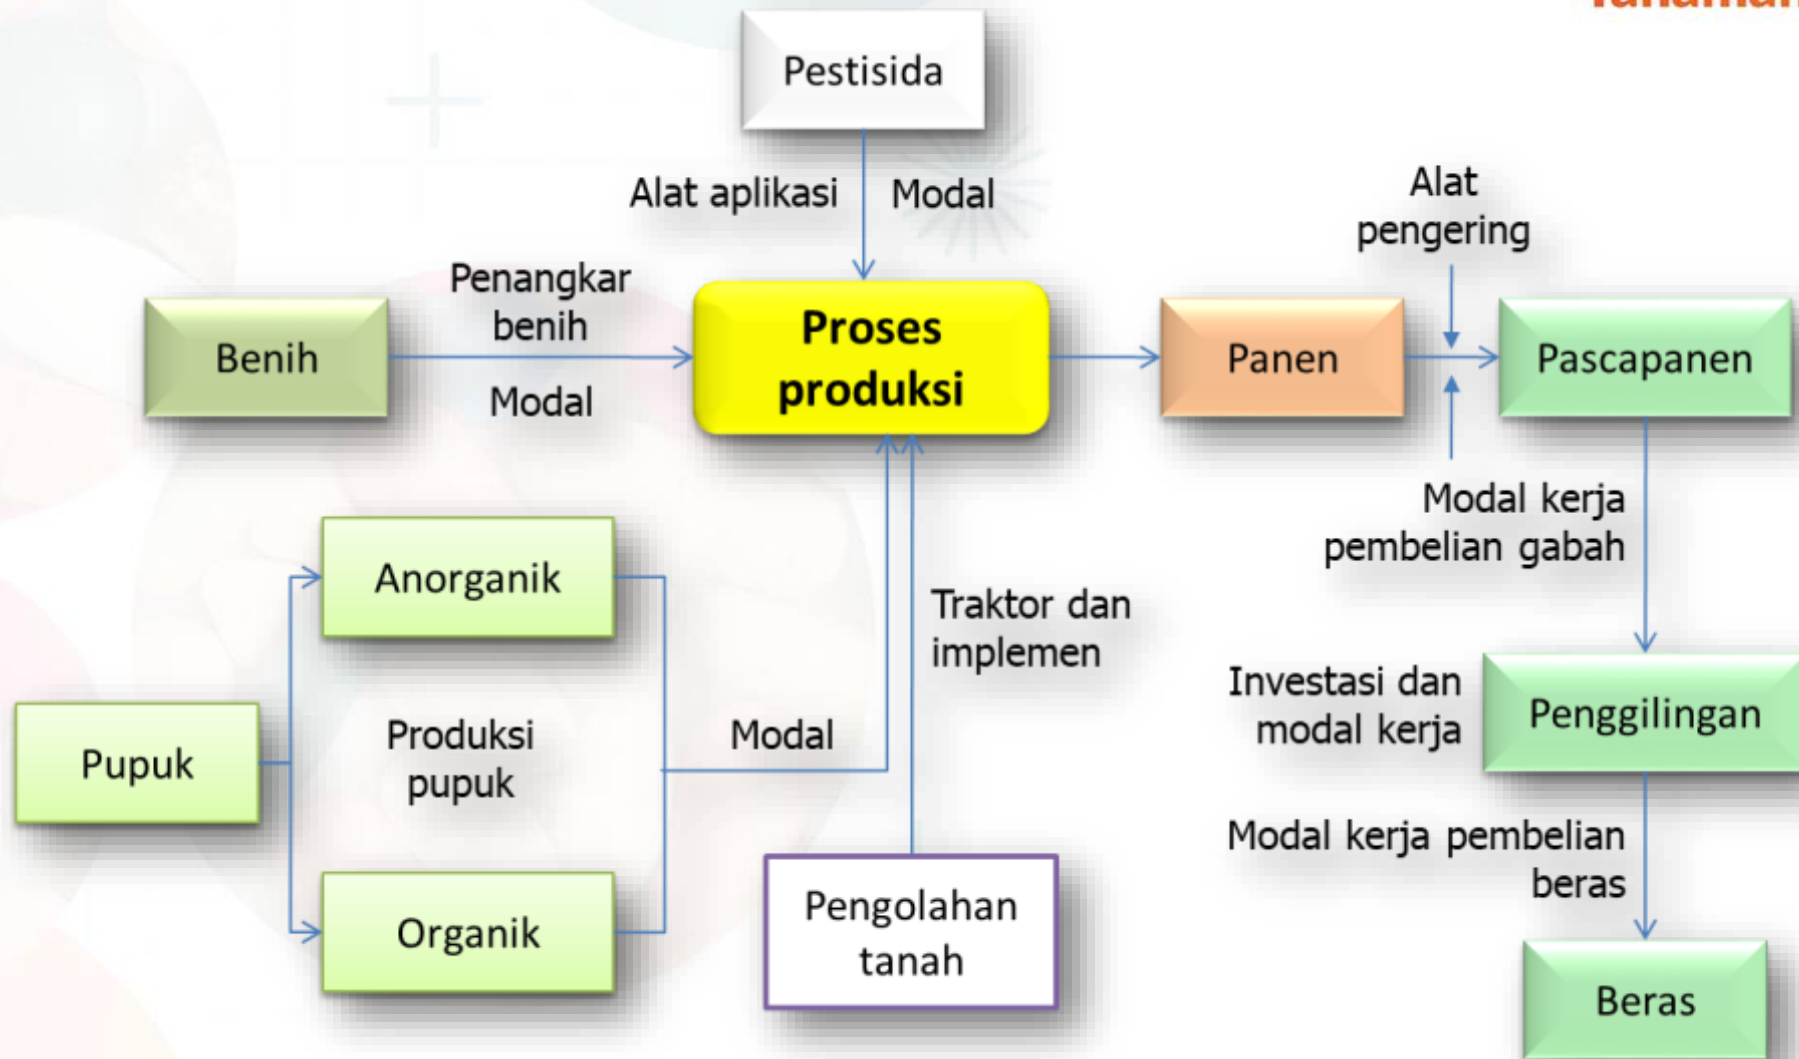 Tanaman
Pestisida
Alat aplikasi
Modal
Alat
pengering
Penangkar
benih
Benih
Modal
Proses
produksi
Panen
Pascapanen
Modal kerja
pembelian gabah
Anorganik
Traktor dan
implemen
Pupuk
Produksi
pupuk
Modal
Investasi dan
modal kerja
Penggilingan
Modal kerja pembelian
beras
Organik
Pengolahan
tanah
Beras